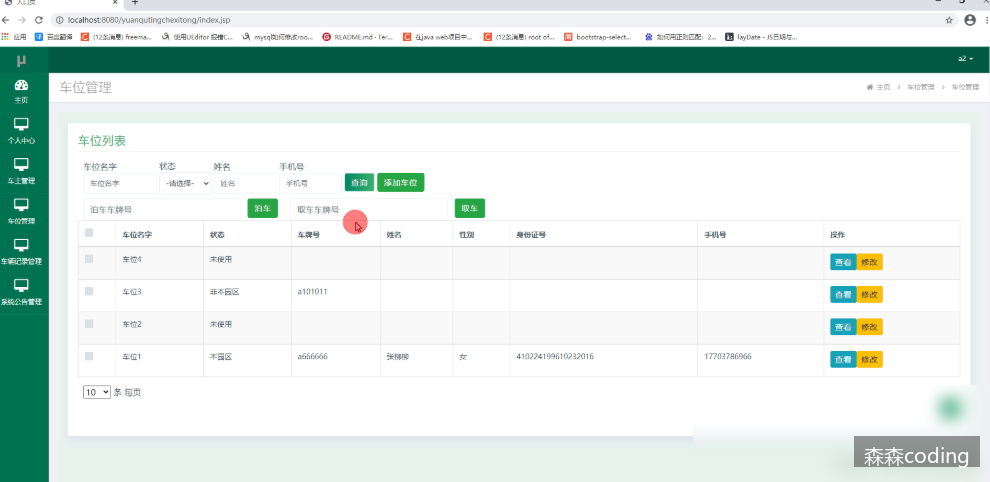 入口页
localhost:8080/yuanqutingchexitong/index.jsp
应用 百度翻译 (12条消息) freema... 使用UEditor 报错C... mysql如何修改roo... README.md · Ter... 在java web项目中... (12条消息) root of... bootstrap-select... 如何用正则匹配：2... layDate - JS日期与...
μ
a2
主页
个人中心
车主管理
车位管理
车辆记录管理
系统公告管理
车位管理
主页 > 车位管理 > 车位管理
车位列表
车位名字 状态 姓名 手机号
车位名字 -请选择- 姓名 手机号 查询 添加车位
泊车车牌号 泊车 取车车牌号 取车
车位名字 状态 车牌号 姓名 性别 身份证号 手机号 操作
车位4 未使用 查看 修改
车位3 非本园区 a101011 查看 修改
车位2 未使用 查看 修改
车位1 本园区 a666666 张柳柳 女 410224199610232016 17703786966 查看 修改
10 条 每页
森森coding